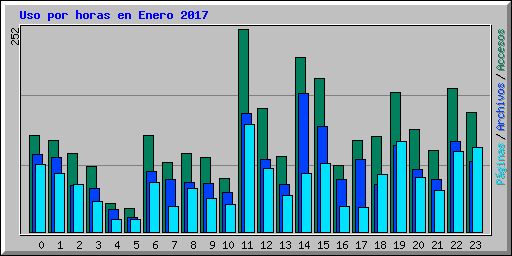 Uso por horas en Enero 2017
252
0 1 2 3 4 5 6 7 8 9 10 11 12 13 14 15 16 17 18 19 20 21 22 23
Páginas / Archivos / Accesos